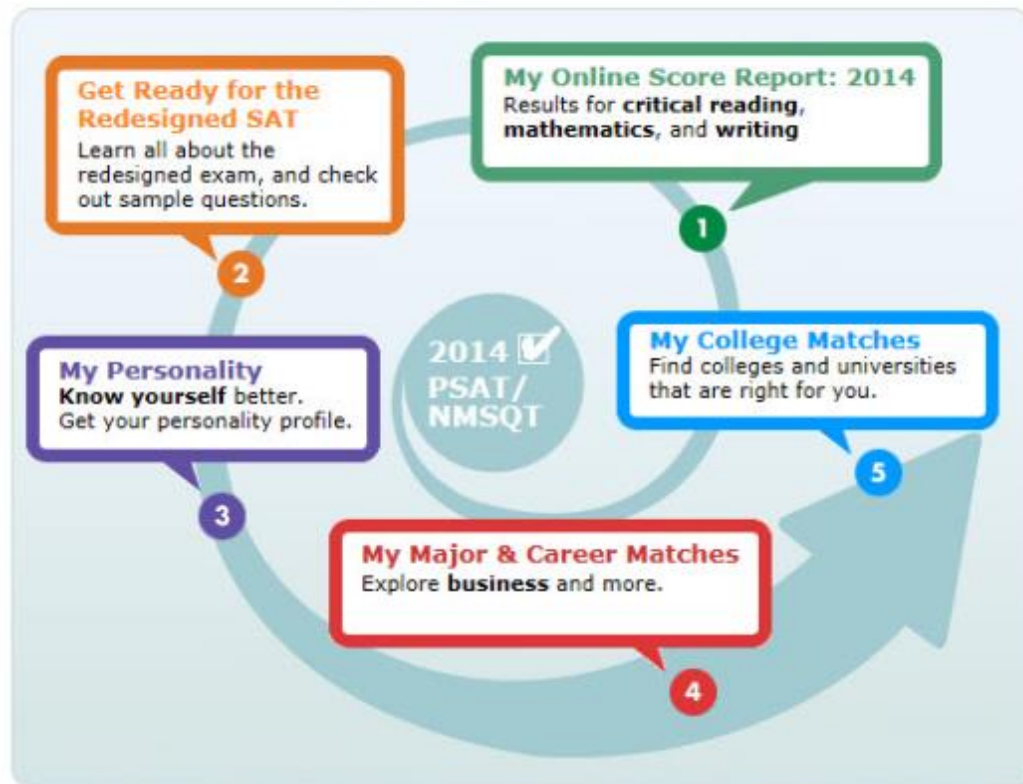 2014
PSAT/
NMSQT
My Online Score Report: 2014
Results for critical reading,
mathematics, and writing
1
Get Ready for the
Redesigned SAT
Learn all about the
redesigned exam, and check
out sample questions.
2
My Personality
Know yourself better.
Get your personality profile.
3
My Major & Career Matches
Explore business and more.
4
My College Matches
Find colleges and universities
that are right for you.
5